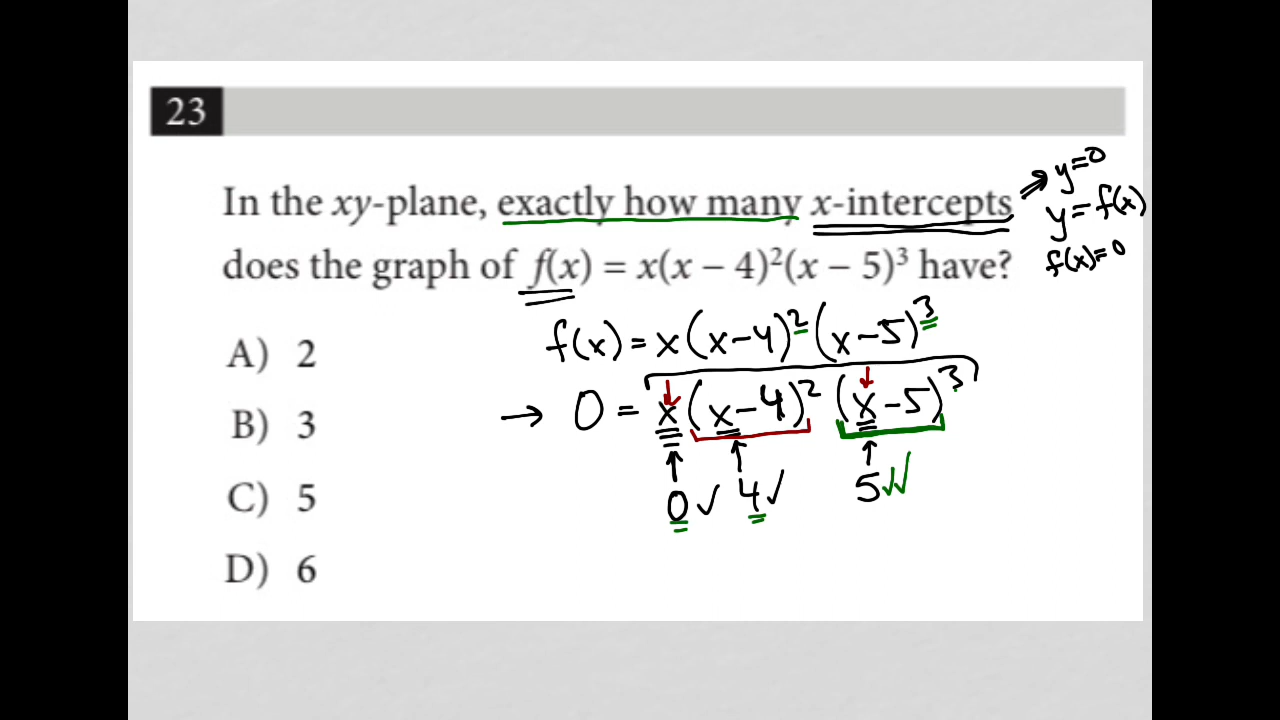 23
In the xy-plane, exactly how many x-intercepts
does the graph of f(x) = x(x − 4)²(x − 5)³ have?
A) 2
B) 3
C) 5
D) 6
⇒ y=0
y = f(x)
f(x)=0
f(x) = x(x−4)²(x−5)³
→ 0 = x(x−4)²(x−5)³
0✓ 4✓ 5✓✓